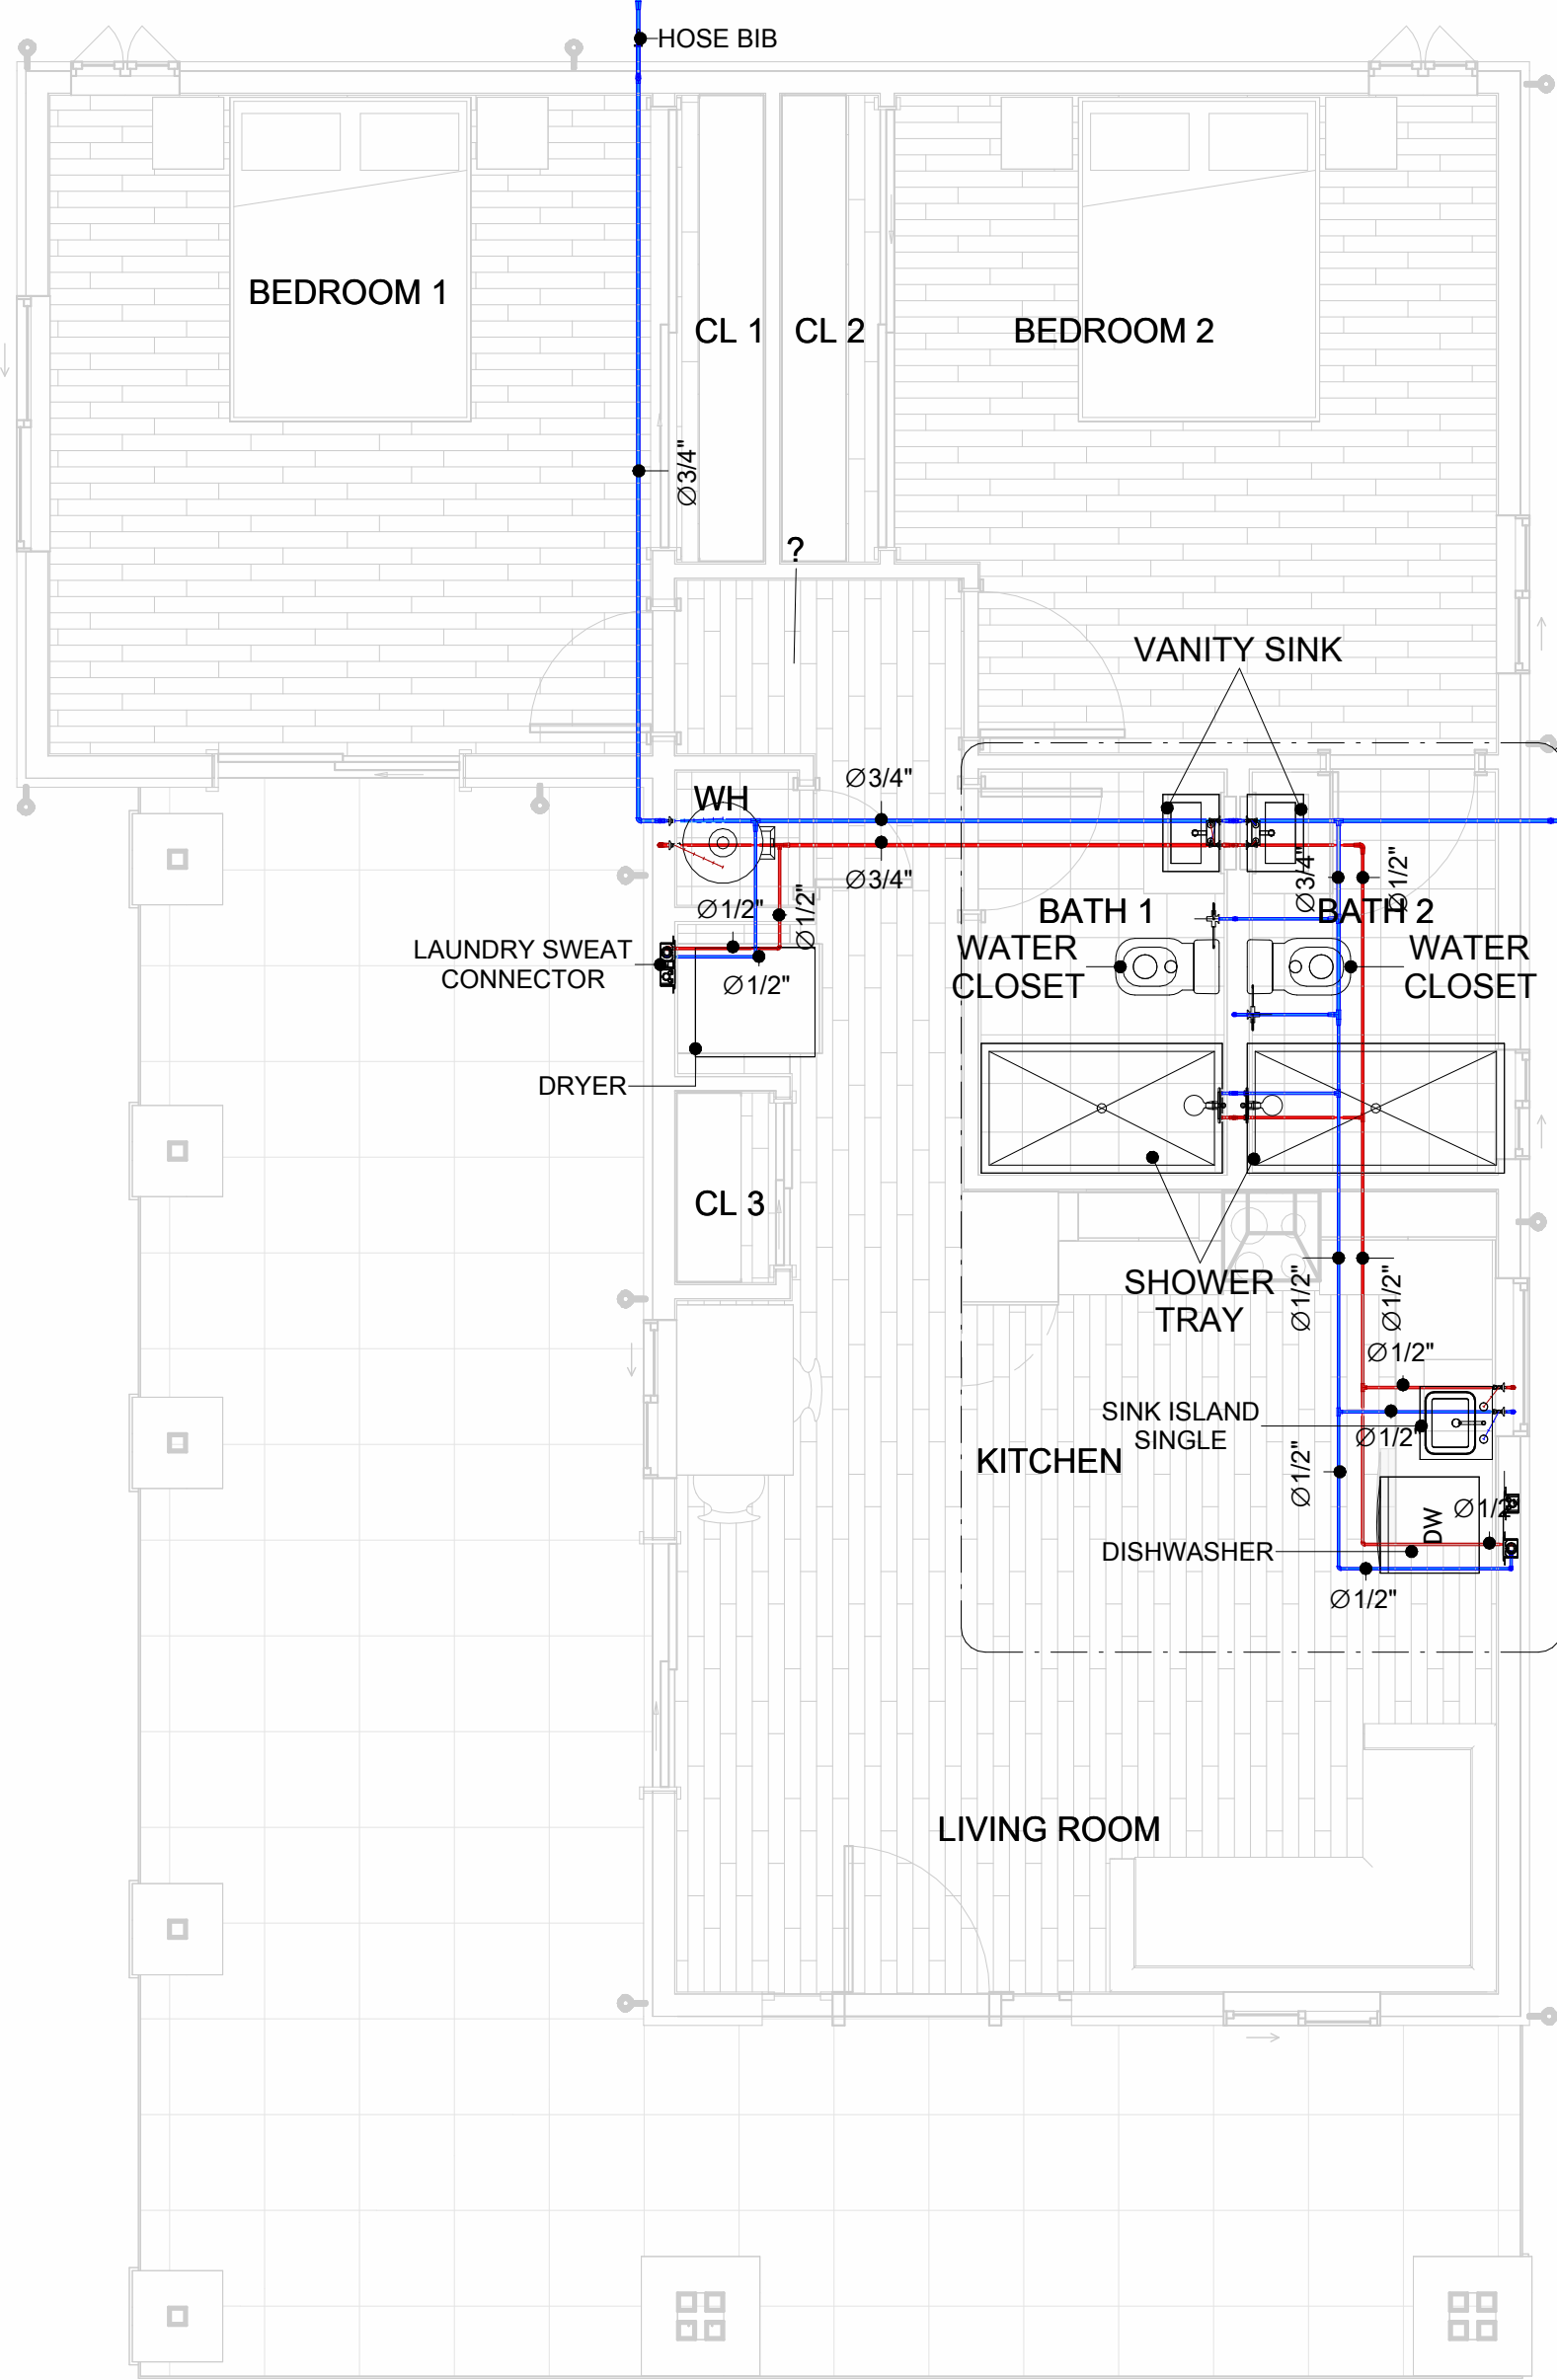 HOSE BIB
BEDROOM 1
CL 1
CL 2
BEDROOM 2
Ø3/4"
?
VANITY SINK
WH
Ø3/4"
Ø3/4"
Ø3/4"
Ø1/2"
Ø1/2"
Ø1/2"
Ø1/2"
BATH 1
BATH 2
LAUNDRY SWEAT
CONNECTOR
WATER
CLOSET
WATER
CLOSET
DRYER
CL 3
SHOWER
TRAY
Ø1/2"
Ø1/2"
Ø1/2"
SINK ISLAND
SINGLE
Ø1/2"
KITCHEN
Ø1/2"
Ø1/2"
DW
DISHWASHER
Ø1/2"
LIVING ROOM